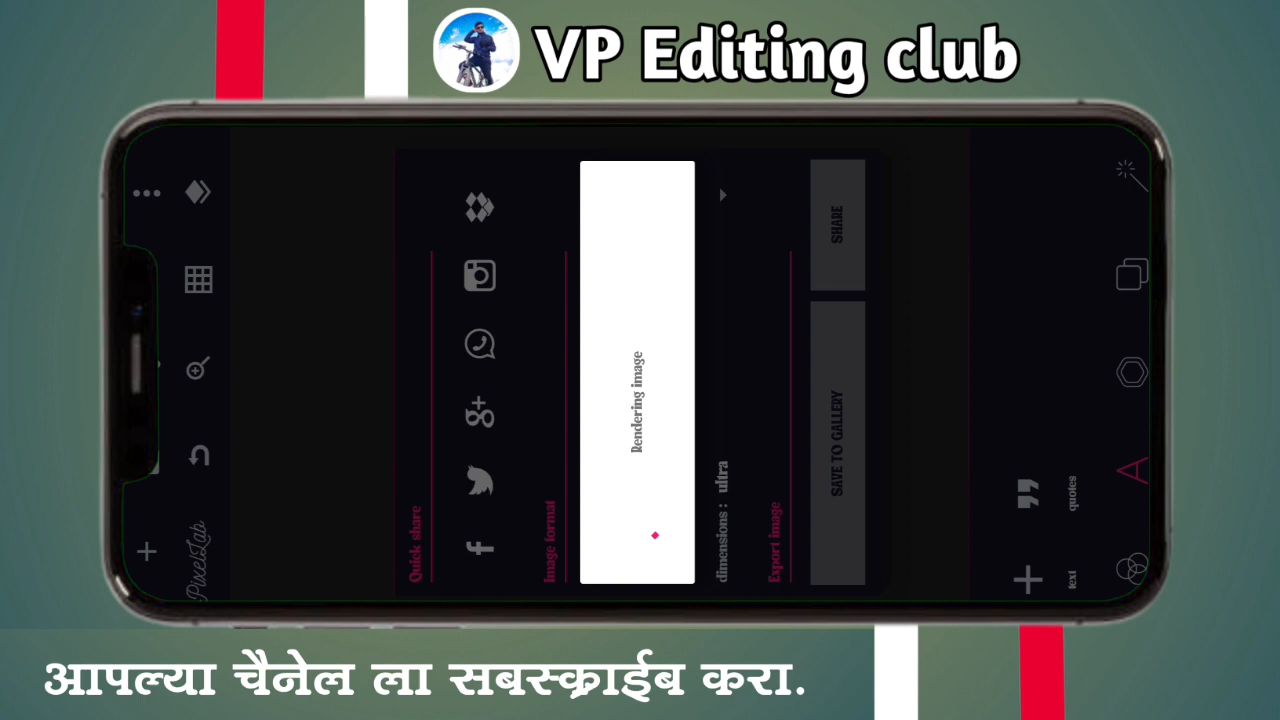 VP Editing club
PixelLab
Quick share
Image format
Rendering image
dimensions : ultra
Export image
SAVE TO GALLERY
SHARE
text
quotes
आपल्या चैनेल ला सबस्क्राईब करा.